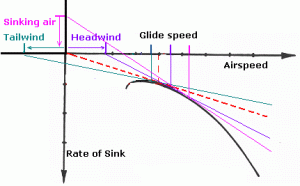 Sinking air
Tailwind
Headwind
Glide speed
Airspeed
Rate of Sink